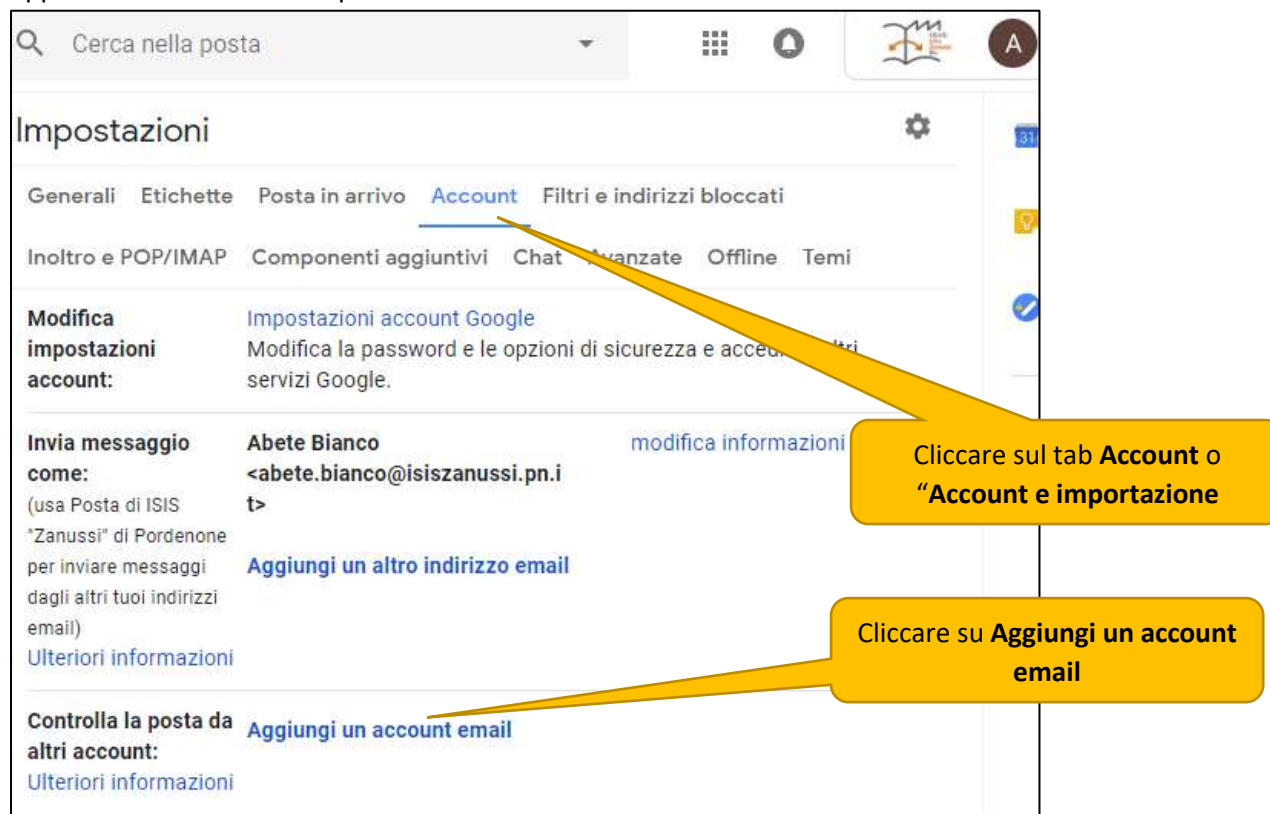 Cerca nella posta
A
Impostazioni
31
Generali Etichette Posta in arrivo Account Filtri e indirizzi bloccati
Inoltro e POP/IMAP Componenti aggiuntivi Chat Avanzate Offline Temi
Modifica
impostazioni
account:
Impostazioni account Google
Modifica la password e le opzioni di sicurezza e
servizi Google.
Invia messaggio
come:
(usa Posta di ISIS
"Zanussi" di Pordenone
per inviare messaggi
dagli altri tuoi indirizzi
email)
Ulteriori informazioni
Abete Bianco
<abete.bianco@isiszanussi.pn.i
t>
modifica informazioni
Aggiungi un altro indirizzo email
Cliccare sul tab Account o
“Account e importazione
Cliccare su Aggiungi un account
email
Controlla la posta da
altri account:
Ulteriori informazioni
Aggiungi un account email